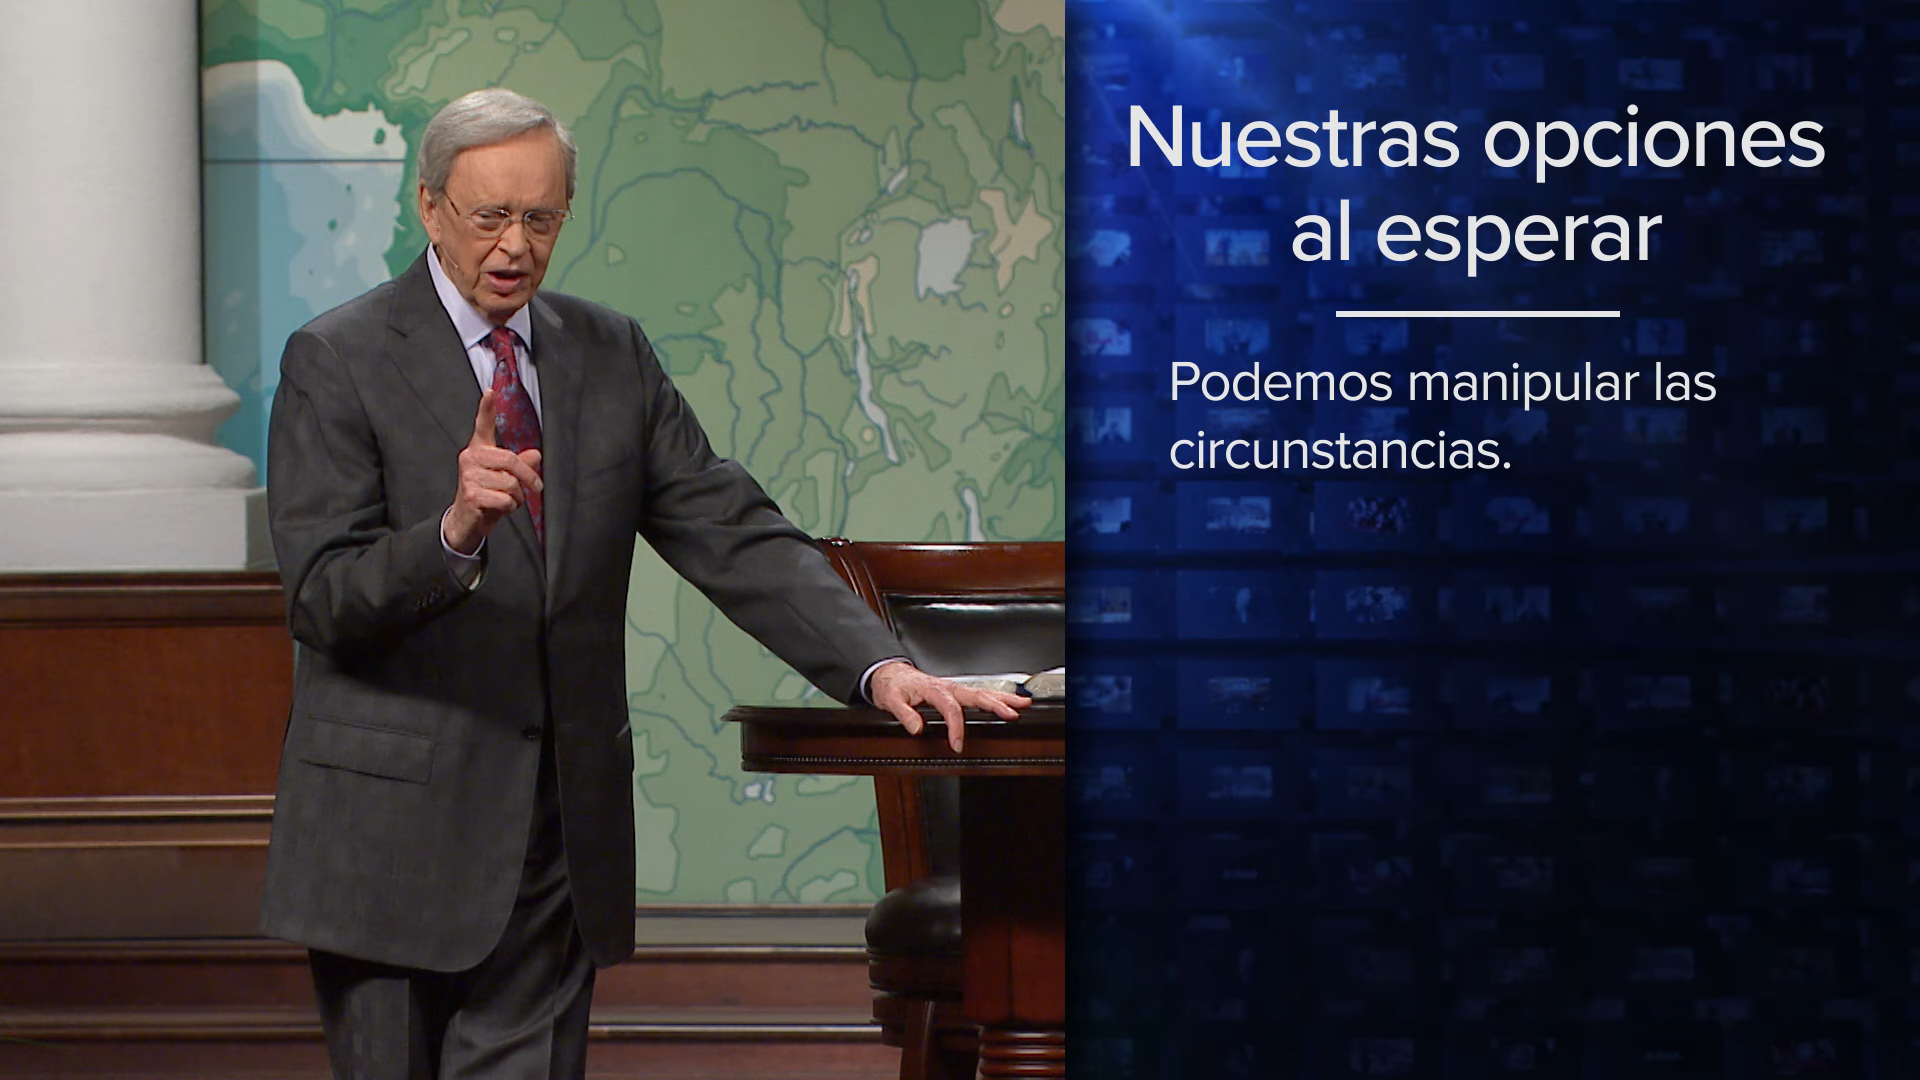 Nuestras opciones
al esperar
Podemos manipular las
circunstancias.